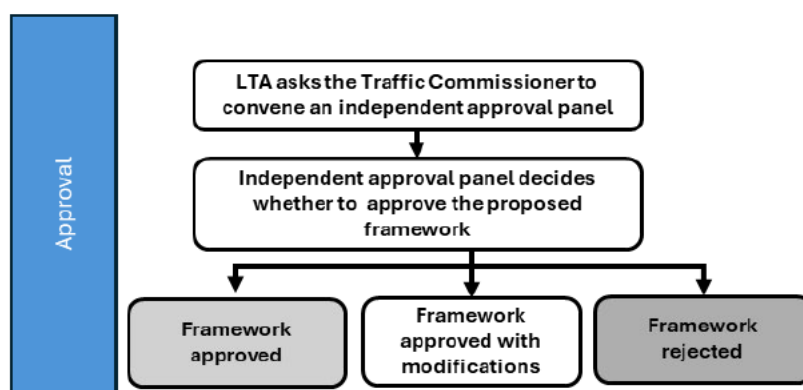 Approval
LTA asks the Traffic Commissioner to
convene an independent approval panel
Independent approval panel decides
whether to approve the proposed
framework
Framework
approved
Framework
approved with
modifications
Framework
rejected